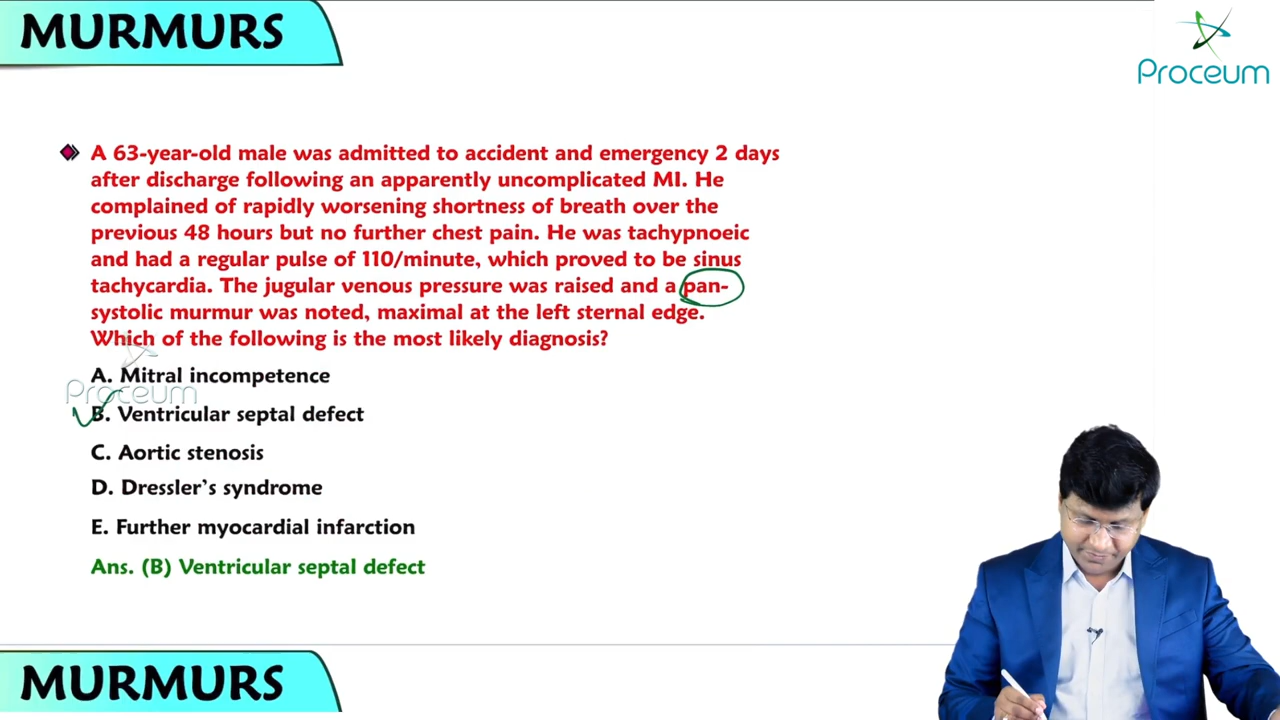 MURMURS
Proceum
A 63-year-old male was admitted to accident and emergency 2 days
after discharge following an apparently uncomplicated MI. He
complained of rapidly worsening shortness of breath over the
previous 48 hours but no further chest pain. He was tachypnoeic
and had a regular pulse of 110/minute, which proved to be sinus
tachycardia. The jugular venous pressure was raised and a pan-
systolic murmur was noted, maximal at the left sternal edge.
Which of the following is the most likely diagnosis?
A. Mitral incompetence
Proceum
B. Ventricular septal defect
C. Aortic stenosis
D. Dressler's syndrome
E. Further myocardial infarction
Ans. (B) Ventricular septal defect
MURMURS